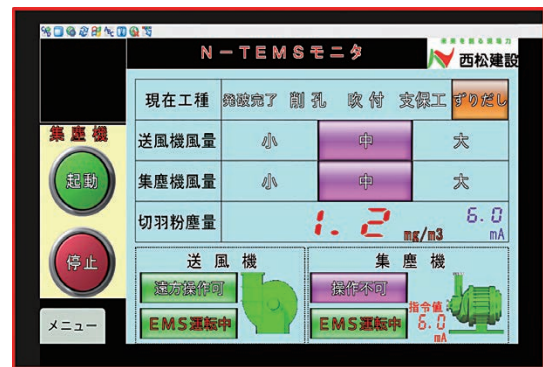 N－TEMSモニタ
西松建設
現在工種 発破完了 削孔 吹付 支保工 ずりだし
集塵機
送風機風量 小 中 大
起動
集塵機風量 小 中 大
切羽粉塵量 1.2 mg/m3 6.0 mA
停止
送風機 集塵機
遠方操作可 操作不可
指令値
メニュー EMS運転中 EMS運転中 6.0
mA